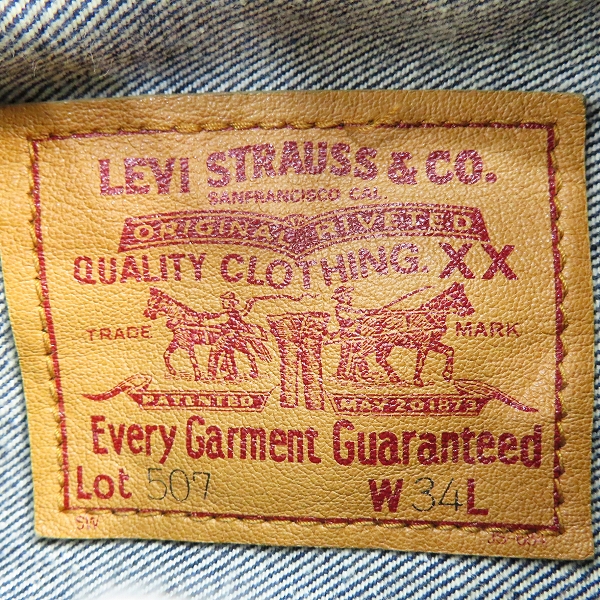 LEVI STRAUSS & CO.
SANFRANCISCO CAL.
ORIGINAL RIVETED
QUALITY CLOTHING. XX
TRADE MARK
PATENTED MAY 20 1873
Every Garment Guaranteed
Lot 507 W 34 L
SW